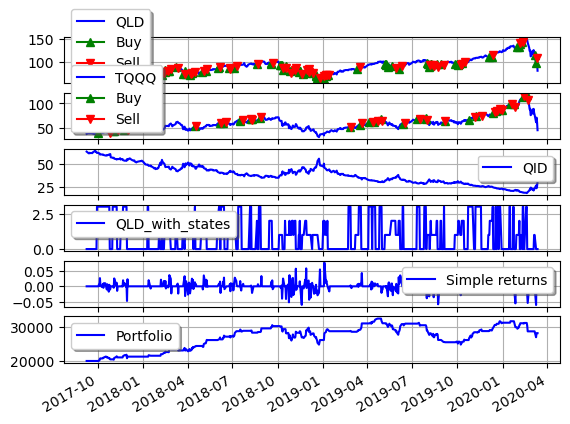 QLD
Buy
Sell
150
100
TQQQ
Buy
Sell
100
50
QID
50
25
QLD_with_states
2.5
0.0
Simple returns
0.05
0.00
−0.05
Portfolio
30000
20000
2017-10
2018-01
2018-04
2018-07
2018-10
2019-01
2019-04
2019-07
2019-10
2020-01
2020-04